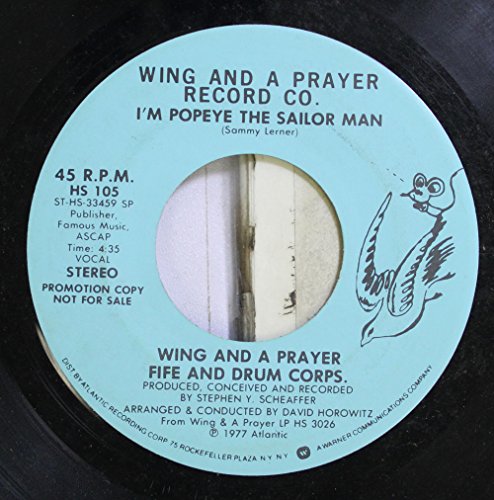 WING AND A PRAYER
RECORD CO.
I'M POPEYE THE SAILOR MAN
(Sammy Lerner)
45 R.P.M.
HS 105
ST-HS-33459 SP
Publisher,
Famous Music,
ASCAP
Time: 4:35
VOCAL
STEREO
PROMOTION COPY
NOT FOR SALE
WING AND A PRAYER
FIFE AND DRUM CORPS.
PRODUCED, CONCEIVED AND RECORDED
BY STEPHEN Y. SCHEAFFER
ARRANGED & CONDUCTED BY DAVID HOROWITZ
From Wing & A Prayer LP HS 3026
Ⓟ 1977 Atlantic
DIST BY ATLANTIC RECORDING CORP 75 ROCKEFELLER PLAZA NY NY W A WARNER COMMUNICATIONS COMPANY